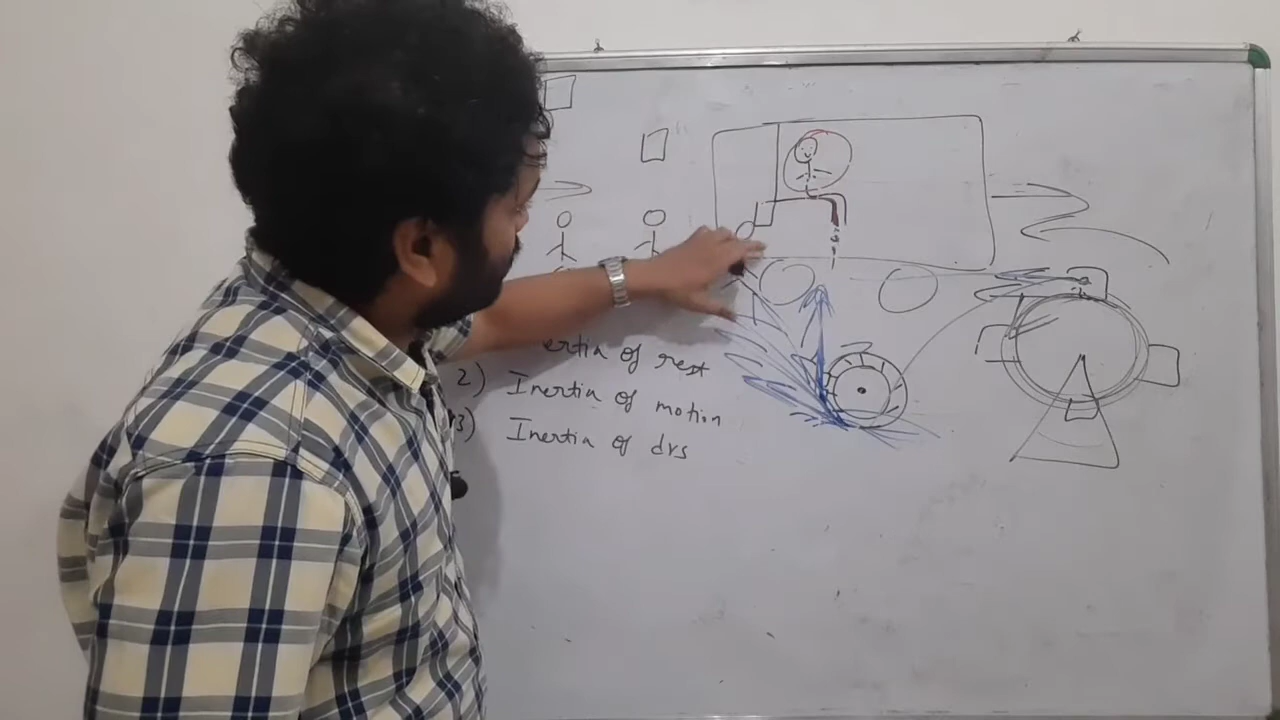 ertia of rest
2) Inertia of motion
3) Inertia of drs